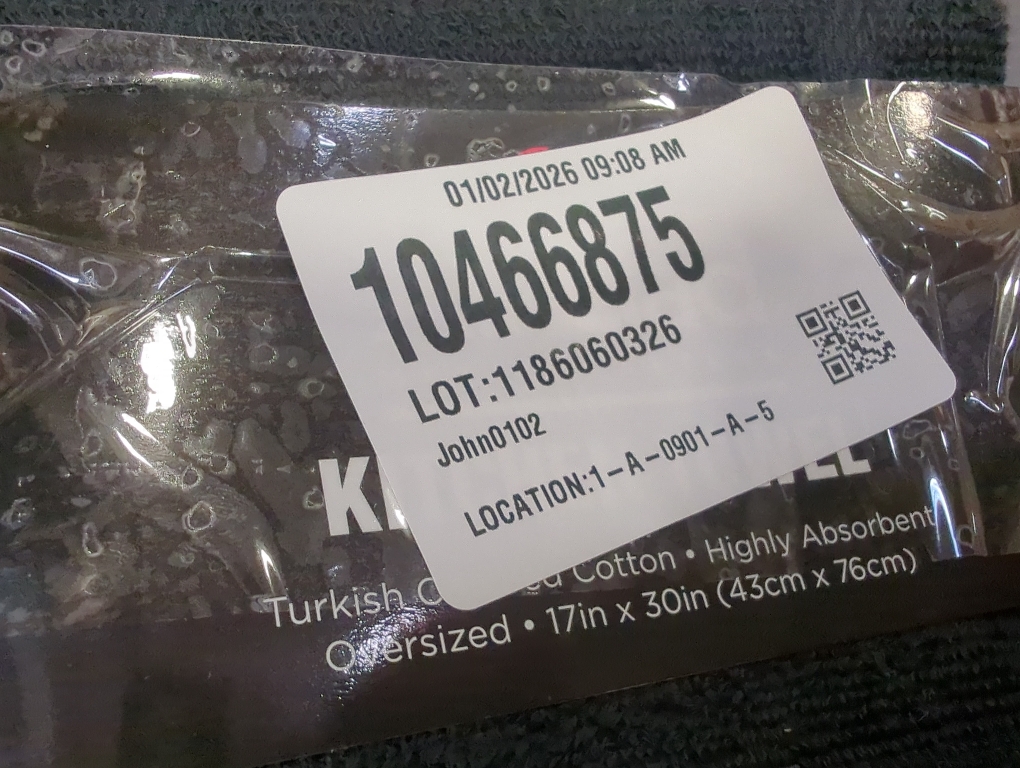 01/02/2026 09:08 AM
10466875
LOT:1186060326
John0102
LOCATION:1-A-0901-A-5
Turkish Cotton • Highly Absorbent
Oversized • 17in x 30in (43cm x 76cm)